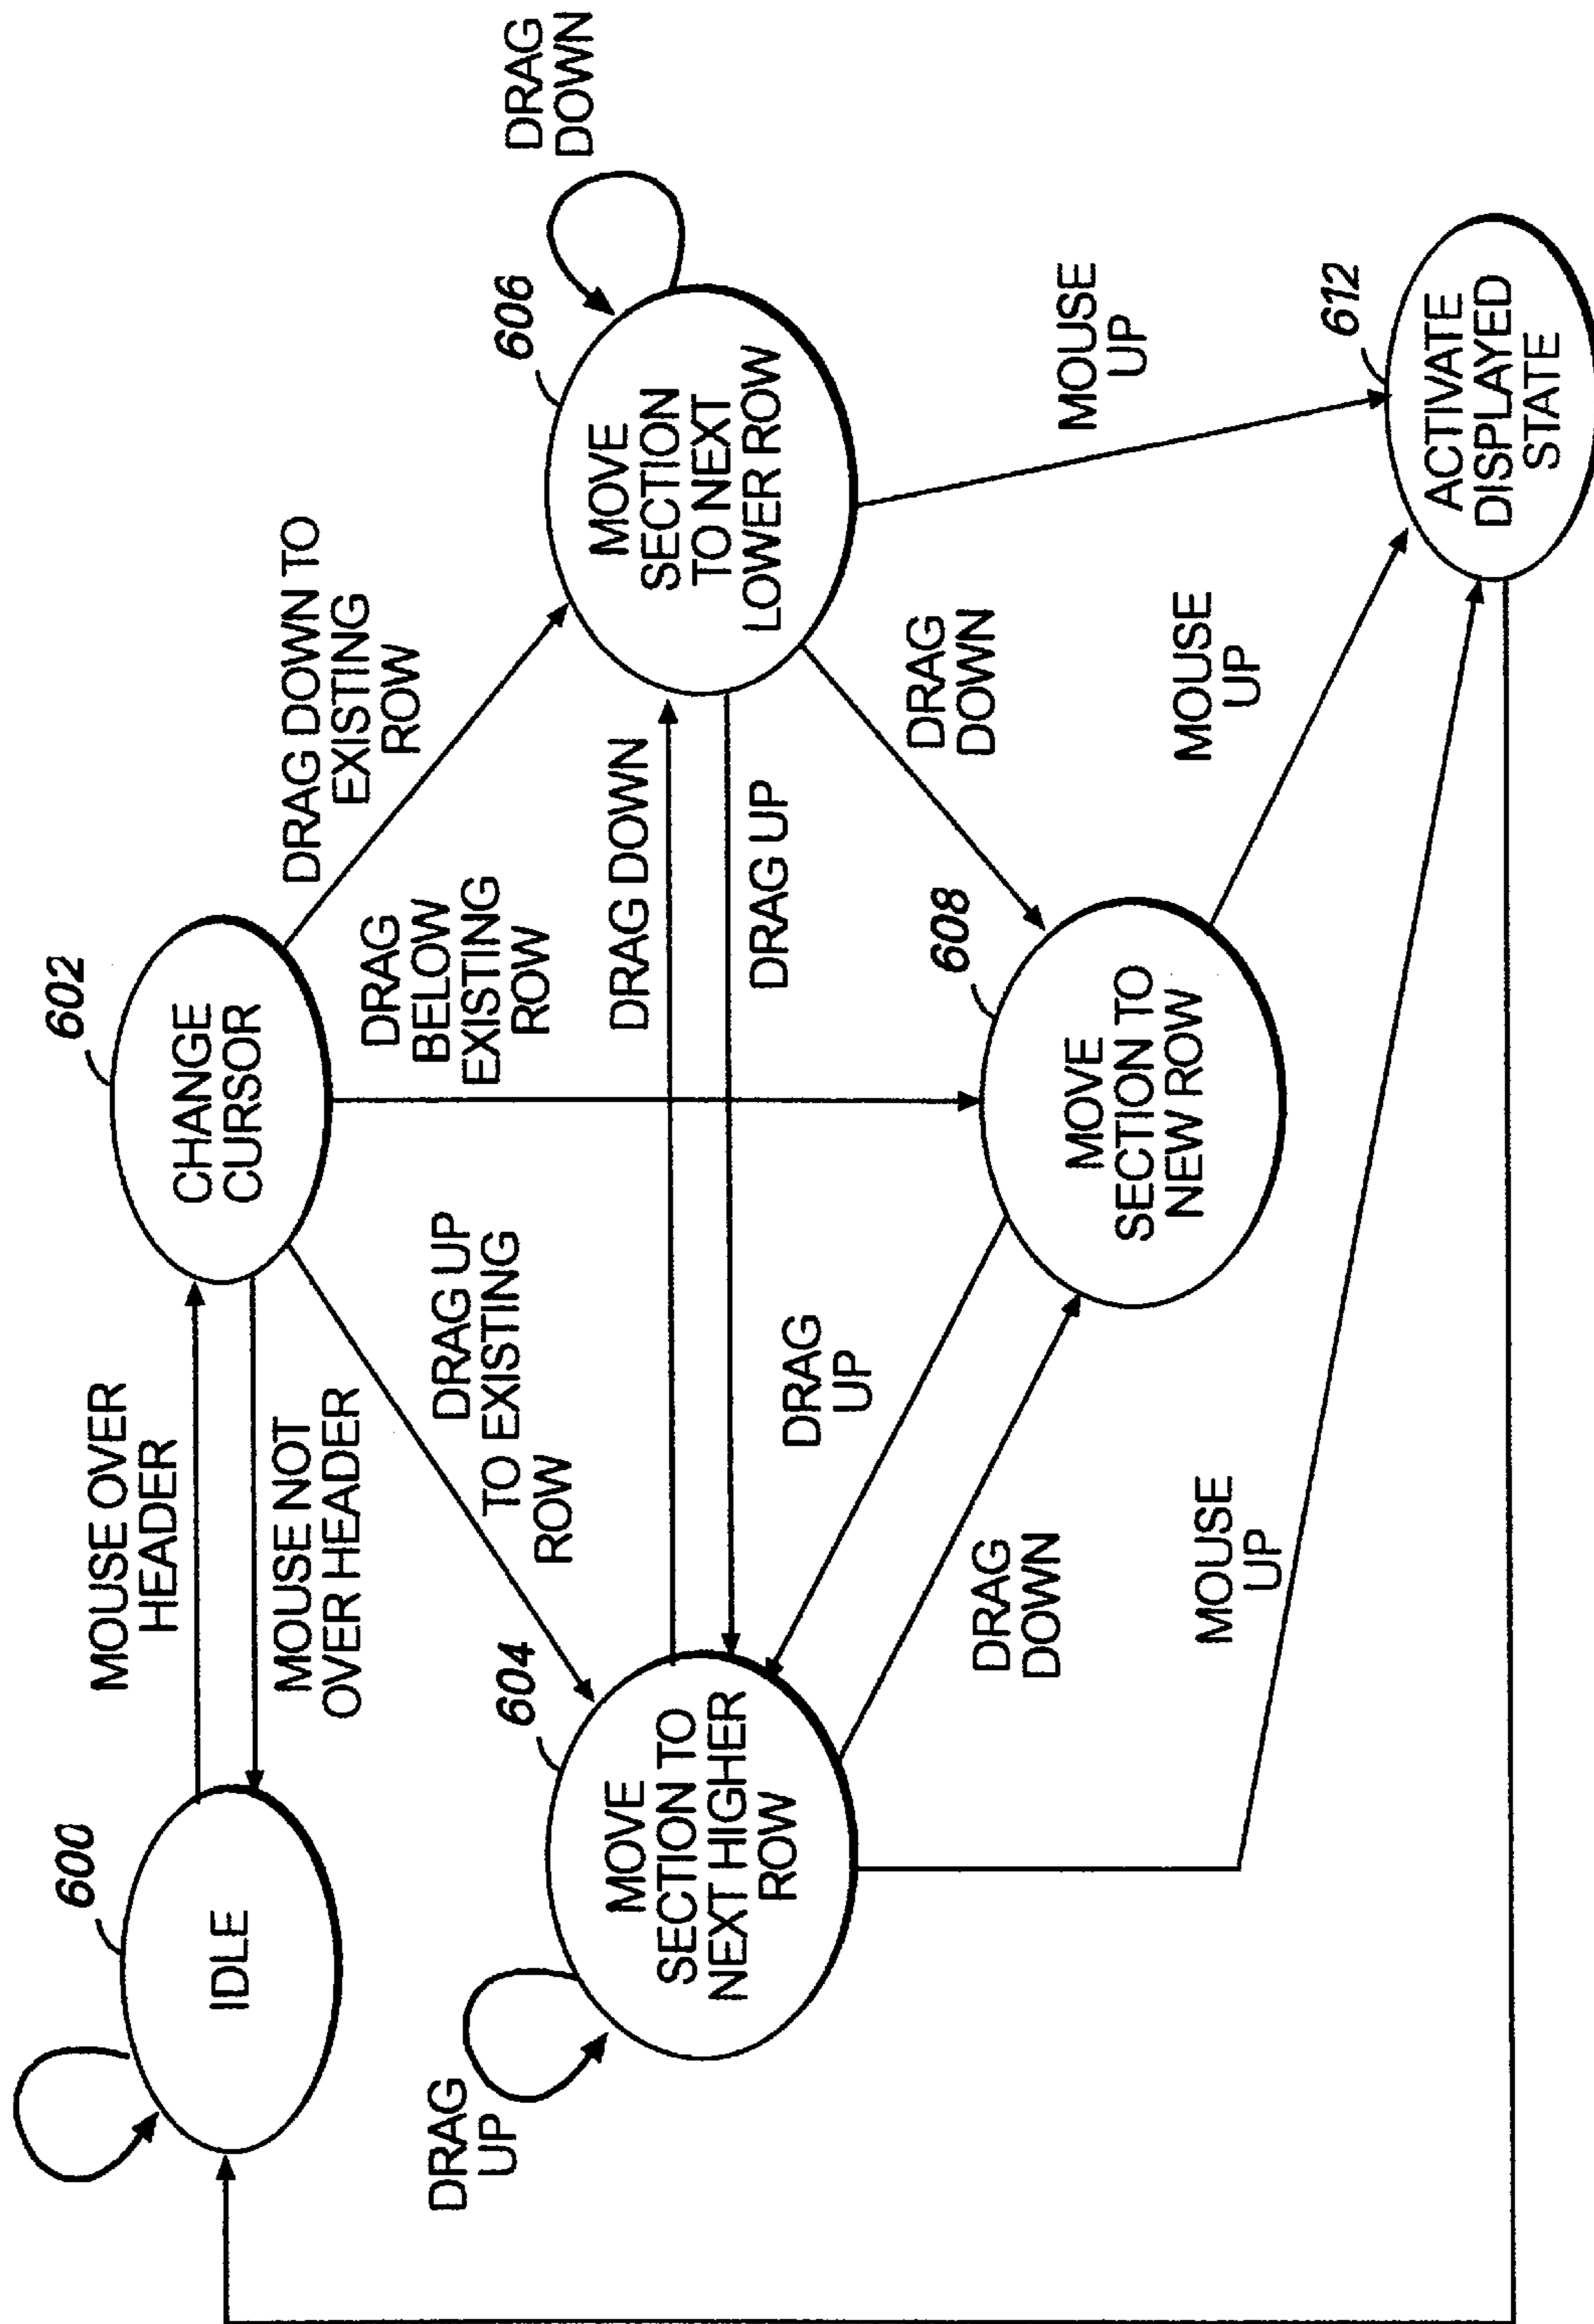 600
IDLE
MOUSE OVER
HEADER
MOUSE NOT
OVER HEADER
602
CHANGE
CURSOR
DRAG UP
TO EXISTING
ROW
DRAG
BELOW
EXISTING
ROW
DRAG DOWN TO
EXISTING
ROW
DRAG
UP
604
MOVE
SECTION TO
NEXT HIGHER
ROW
DRAG DOWN
DRAG UP
606
MOVE
SECTION
TO NEXT
LOWER ROW
DRAG
DOWN
DRAG
UP
DRAG
DOWN
608
MOVE
SECTION TO
NEW ROW
DRAG
DOWN
MOUSE
UP
MOUSE
UP
MOUSE
UP
612
ACTIVATE
DISPLAYED
STATE